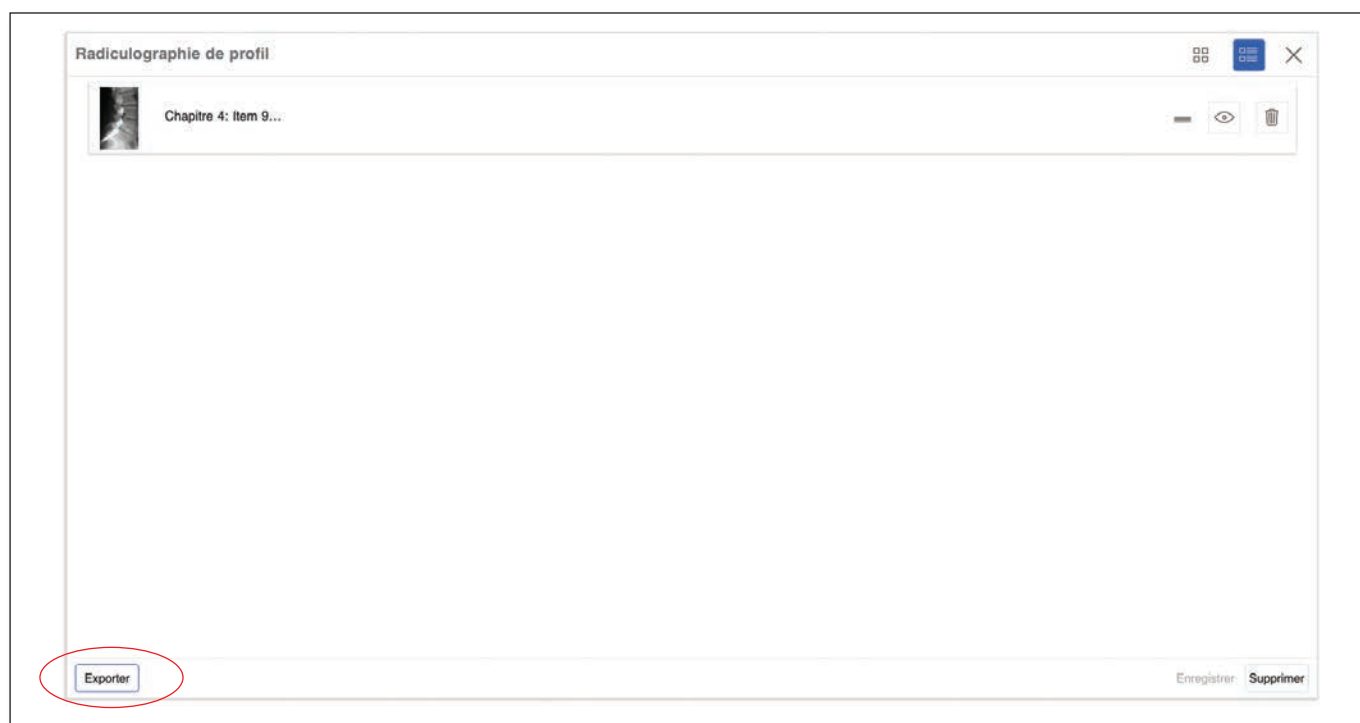 Radiculographie de profil
Chapitre 4: Item 9...
Exporter
Enregistrer Supprimer